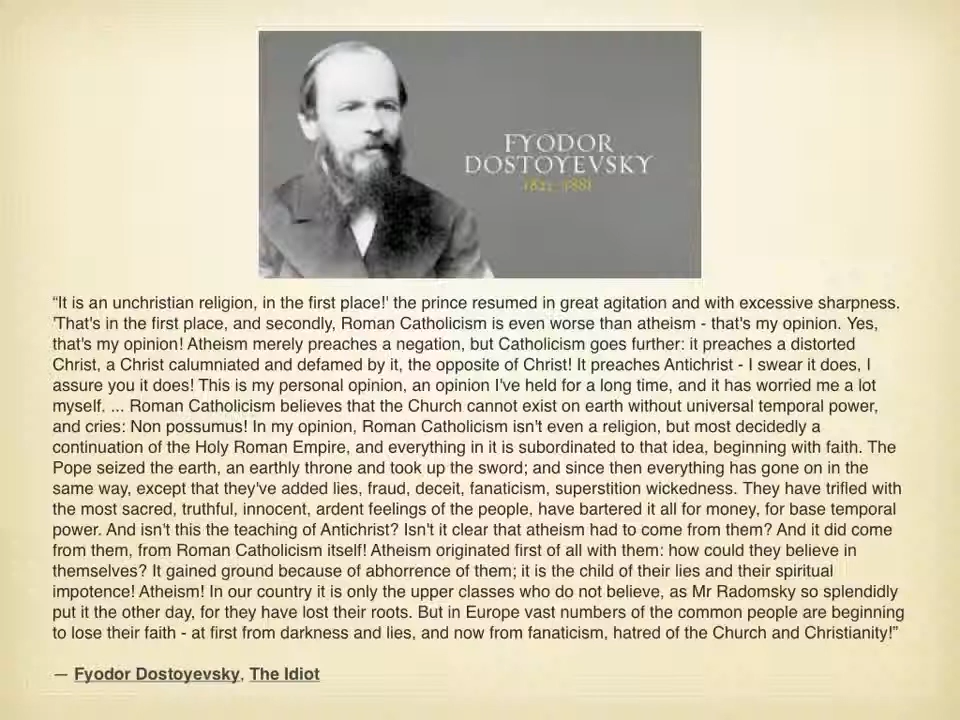 FYODOR
DOSTOYEVSKY
1821-1881
“It is an unchristian religion, in the first place!' the prince resumed in great agitation and with excessive sharpness.
'That's in the first place, and secondly, Roman Catholicism is even worse than atheism - that's my opinion. Yes,
that's my opinion! Atheism merely preaches a negation, but Catholicism goes further: it preaches a distorted
Christ, a Christ calumniated and defamed by it, the opposite of Christ! It preaches Antichrist - I swear it does, I
assure you it does! This is my personal opinion, an opinion I've held for a long time, and it has worried me a lot
myself. ... Roman Catholicism believes that the Church cannot exist on earth without universal temporal power,
and cries: Non possumus! In my opinion, Roman Catholicism isn't even a religion, but most decidedly a
continuation of the Holy Roman Empire, and everything in it is subordinated to that idea, beginning with faith. The
Pope seized the earth, an earthly throne and took up the sword; and since then everything has gone on in the
same way, except that they've added lies, fraud, deceit, fanaticism, superstition wickedness. They have trifled with
the most sacred, truthful, innocent, ardent feelings of the people, have bartered it all for money, for base temporal
power. And isn't this the teaching of Antichrist? Isn't it clear that atheism had to come from them? And it did come
from them, from Roman Catholicism itself! Atheism originated first of all with them: how could they believe in
themselves? It gained ground because of abhorrence of them; it is the child of their lies and their spiritual
impotence! Atheism! In our country it is only the upper classes who do not believe, as Mr Radomsky so splendidly
put it the other day, for they have lost their roots. But in Europe vast numbers of the common people are beginning
to lose their faith - at first from darkness and lies, and now from fanaticism, hatred of the Church and Christianity!”
— Fyodor Dostoyevsky, The Idiot